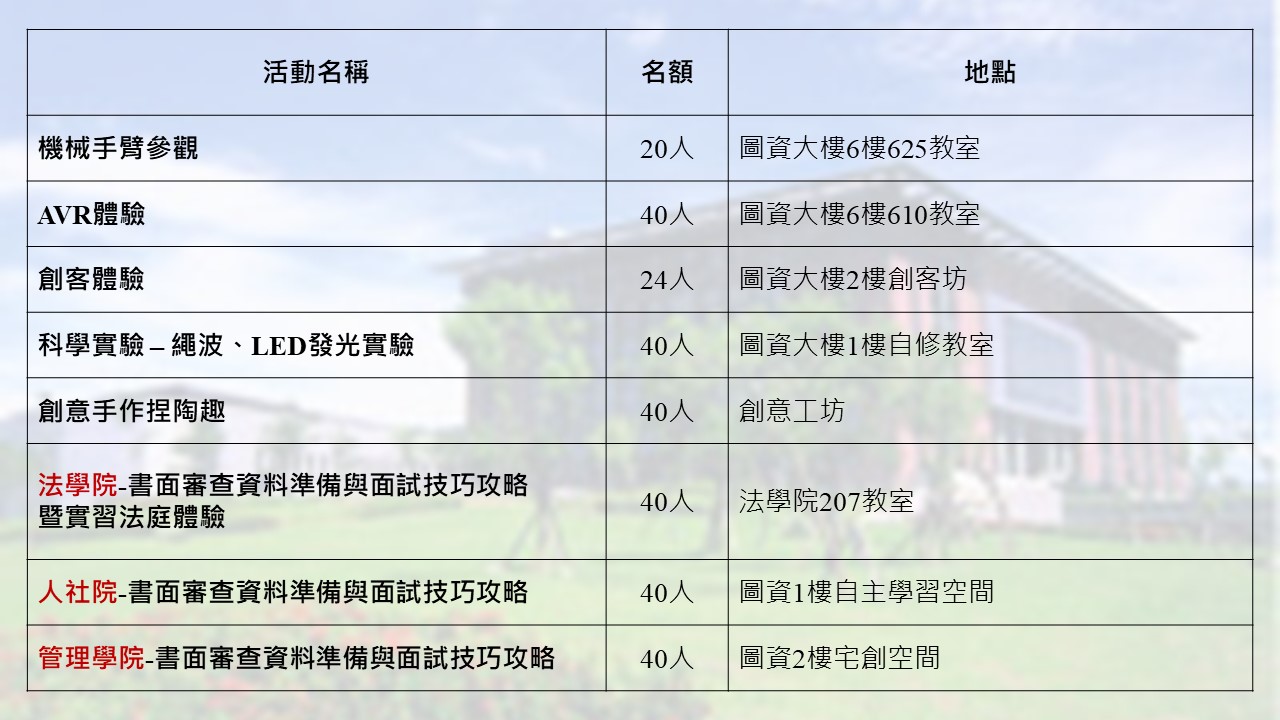 活動名稱 名額 地點
機械手臂參觀 20人 圖資大樓6樓625教室
AVR體驗 40人 圖資大樓6樓610教室
創客體驗 24人 圖資大樓2樓創客坊
科學實驗 – 繩波、LED發光實驗 40人 圖資大樓1樓自修教室
創意手作捏陶趣 40人 創意工坊
法學院-書面審查資料準備與面試技巧攻略
暨實習法庭體驗 40人 法學院207教室
人社院-書面審查資料準備與面試技巧攻略 40人 圖資1樓自主學習空間
管理學院-書面審查資料準備與面試技巧攻略 40人 圖資2樓宅創空間